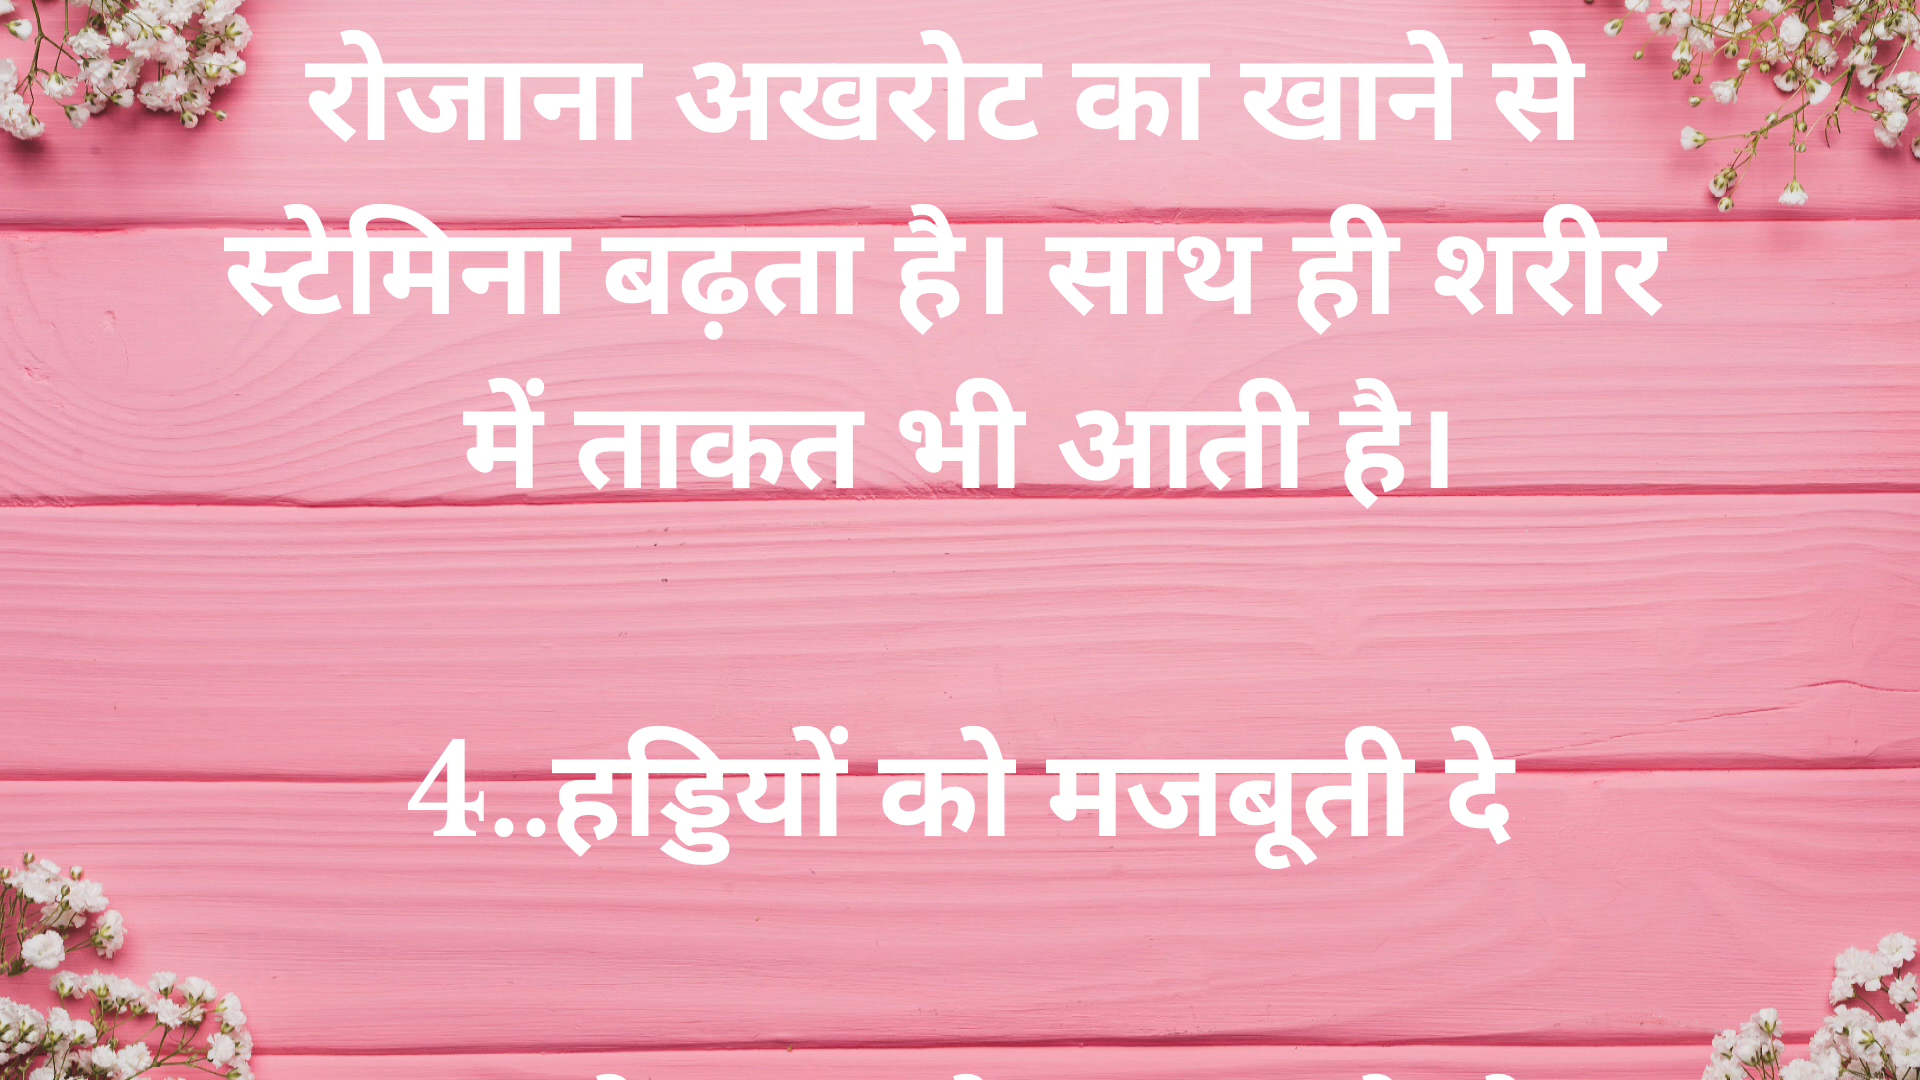 रोजाना अखरोट का खाने से
स्टेमिना बढ़ता है। साथ ही शरीर
में ताकत भी आती है।
4..हड्डियों को मजबूती दे